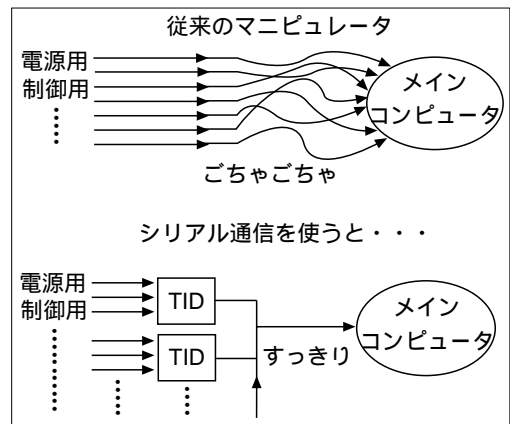 従来のマニピュレータ
電源用
制御用
メイン
コンピュータ
ごちゃごちゃ
シリアル通信を使うと・・・
電源用
制御用
TID
TID
すっきり
メイン
コンピュータ